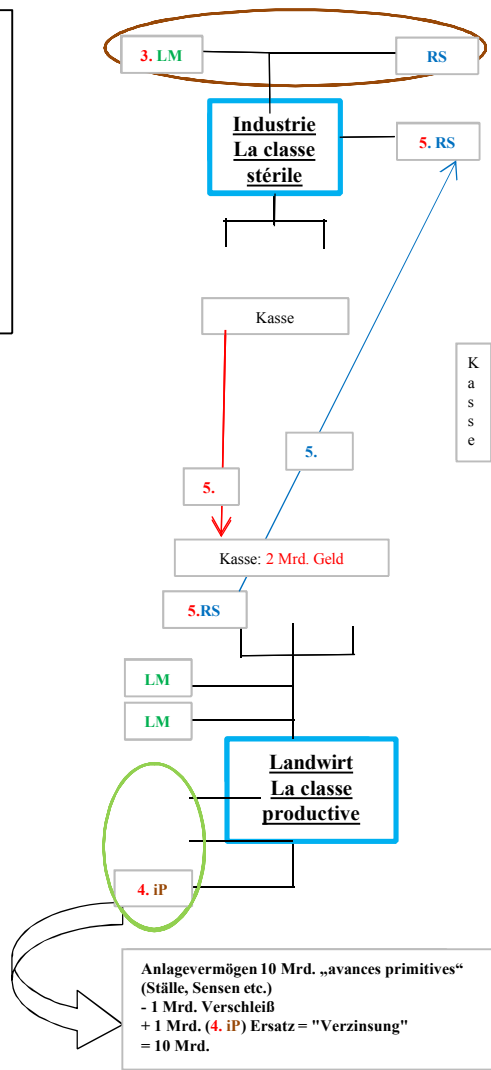 3. LM
RS
Industrie
La classe
stérile
5. RS
Kasse
K
a
s
s
e
5.
5.
Kasse: 2 Mrd. Geld
5.RS
LM
LM
Landwirt
La classe
productive
4. iP
Anlagevermögen 10 Mrd. „avances primitives“
(Ställe, Sensen etc.)
- 1 Mrd. Verschleiß
+ 1 Mrd. (4. iP) Ersatz = "Verzinsung"
= 10 Mrd.